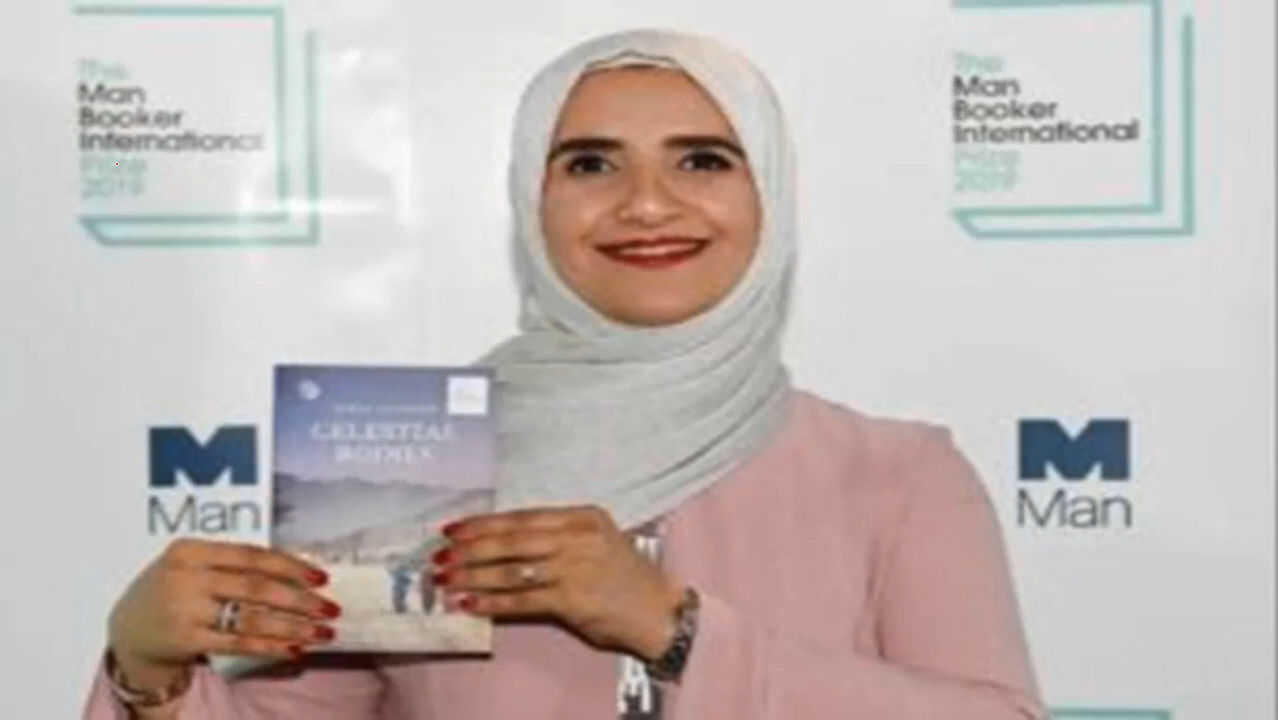 The
Man
Booker
International
Prize
2019
The
Man
Booker
International
Prize
2019
CELESTIAL
BODIES
Man
Man